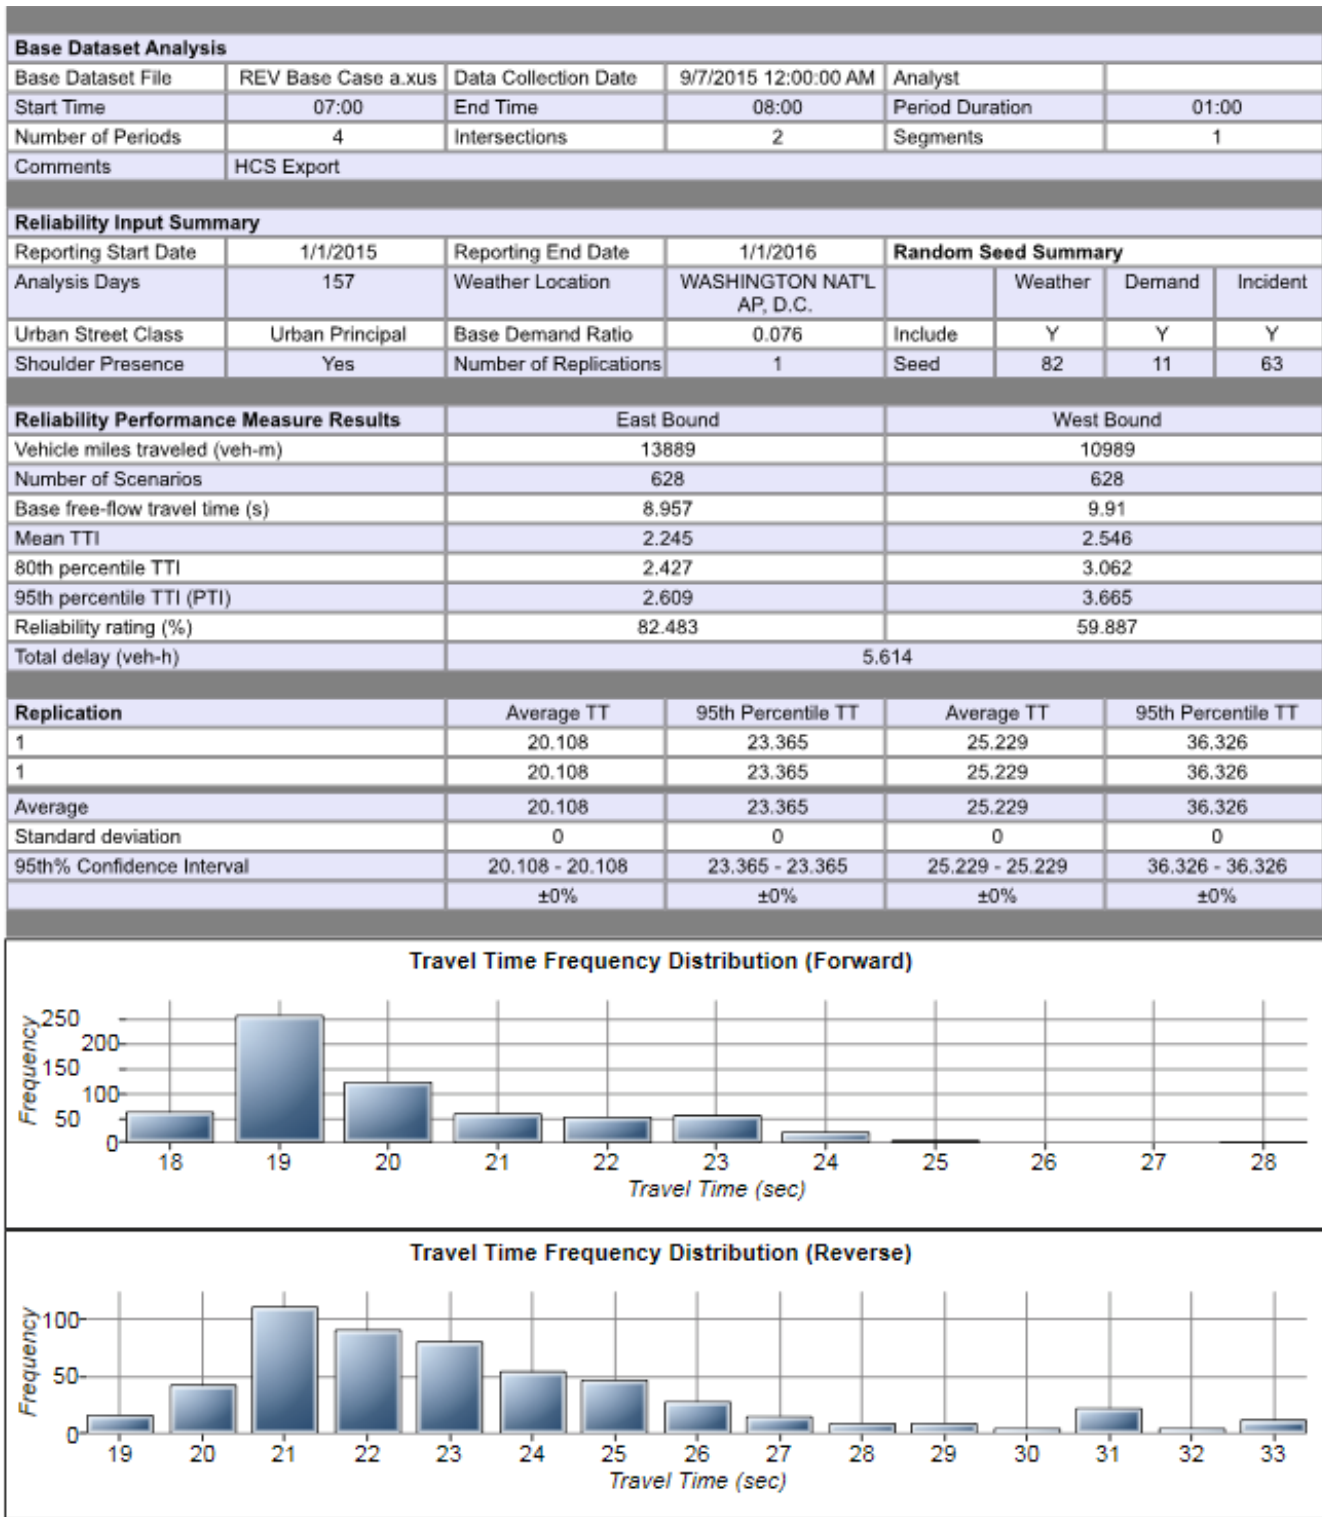 Base Dataset Analysis
Base Dataset File REV Base Case a.xus Data Collection Date 9/7/2015 12:00:00 AM Analyst
Start Time 07:00 End Time 08:00 Period Duration 01:00
Number of Periods 4 Intersections 2 Segments 1
Comments HCS Export
Reliability Input Summary
Reporting Start Date 1/1/2015 Reporting End Date 1/1/2016 Random Seed Summary
Analysis Days 157 Weather Location WASHINGTON NAT'L Weather Demand Incident
AP, D.C.
Urban Street Class Urban Principal Base Demand Ratio 0.076 Include Y Y Y
Shoulder Presence Yes Number of Replications 1 Seed 82 11 63
Reliability Performance Measure Results East Bound West Bound
Vehicle miles traveled (veh-m) 13889 10989
Number of Scenarios 628 628
Base free-flow travel time (s) 8.957 9.91
Mean TTI 2.245 2.546
80th percentile TTI 2.427 3.062
95th percentile TTI (PTI) 2.609 3.665
Reliability rating (%) 82.483 59.887
Total delay (veh-h) 5.614
Replication Average TT 95th Percentile TT Average TT 95th Percentile TT
1 20.108 23.365 25.229 36.326
1 20.108 23.365 25.229 36.326
Average 20.108 23.365 25.229 36.326
Standard deviation 0 0 0 0
95th% Confidence Interval 20.108 - 20.108 23.365 - 23.365 25.229 - 25.229 36.326 - 36.326
±0% ±0% ±0% ±0%
Travel Time Frequency Distribution (Forward)
Frequency
250
200
150
100
50
0
18 19 20 21 22 23 24 25 26 27 28
Travel Time (sec)
Travel Time Frequency Distribution (Reverse)
Frequency
100
50
0
19 20 21 22 23 24 25 26 27 28 29 30 31 32 33
Travel Time (sec)